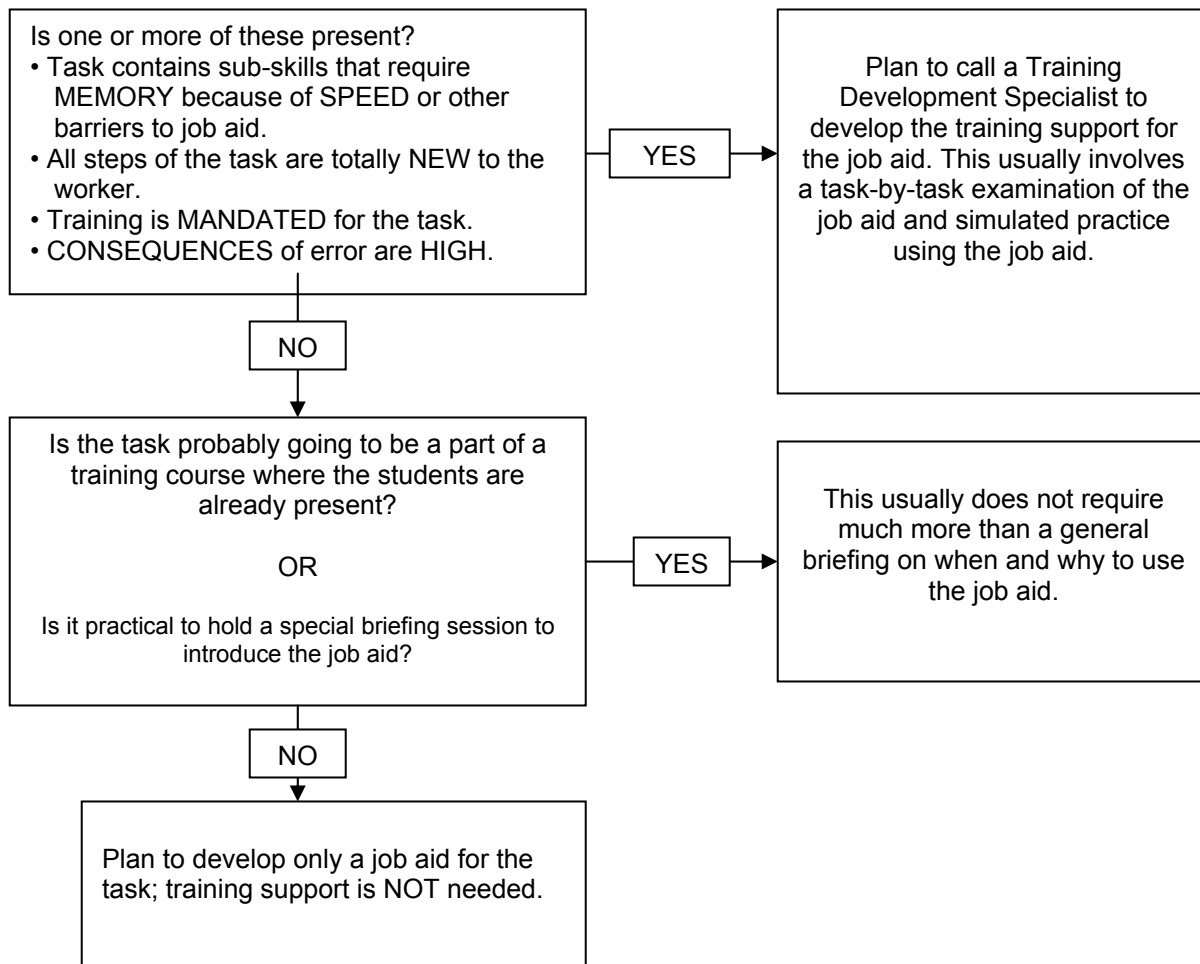 Is one or more of these present?
• Task contains sub-skills that require
MEMORY because of SPEED or other
barriers to job aid.
• All steps of the task are totally NEW to the
worker.
• Training is MANDATED for the task.
• CONSEQUENCES of error are HIGH.
YES
Plan to call a Training
Development Specialist to
develop the training support for
the job aid. This usually involves
a task-by-task examination of the
job aid and simulated practice
using the job aid.
NO
Is the task probably going to be a part of a
training course where the students are
already present?
OR
Is it practical to hold a special briefing session to
introduce the job aid?
YES
This usually does not require
much more than a general
briefing on when and why to use
the job aid.
NO
Plan to develop only a job aid for the
task; training support is NOT needed.